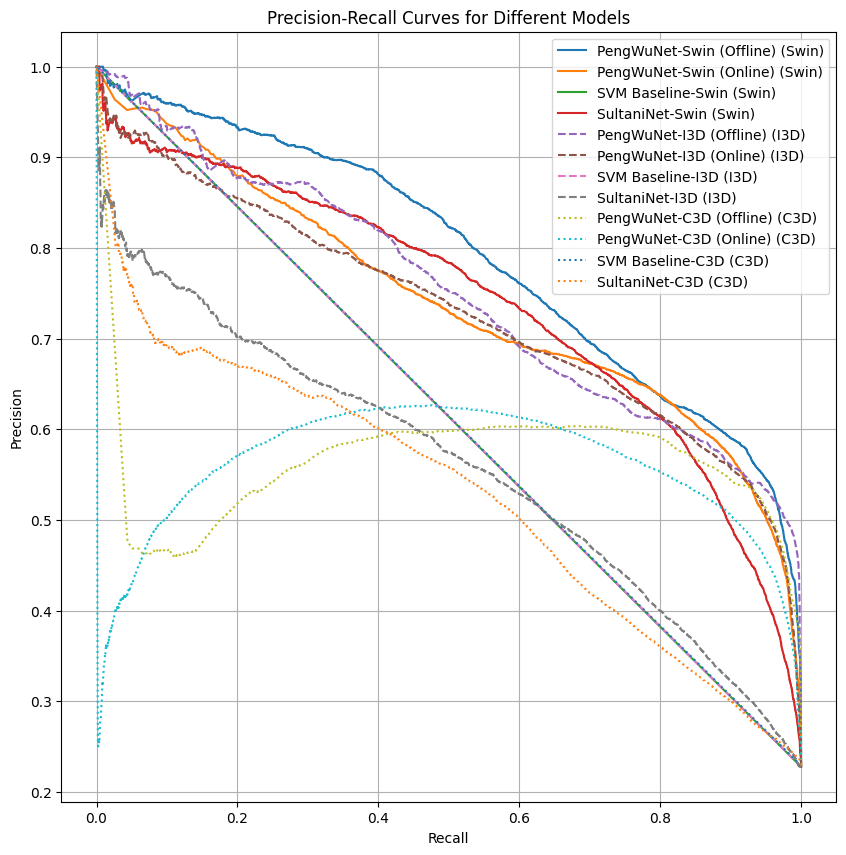 Precision-Recall Curves for Different Models
PengWuNet-Swin (Offline) (Swin)
PengWuNet-Swin (Online) (Swin)
SVM Baseline-Swin (Swin)
SultaniNet-Swin (Swin)
PengWuNet-I3D (Offline) (I3D)
PengWuNet-I3D (Online) (I3D)
SVM Baseline-I3D (I3D)
SultaniNet-I3D (I3D)
PengWuNet-C3D (Offline) (C3D)
PengWuNet-C3D (Online) (C3D)
SVM Baseline-C3D (C3D)
SultaniNet-C3D (C3D)
Precision
1.0
0.9
0.8
0.7
0.6
0.5
0.4
0.3
0.2
0.0 0.2 0.4 0.6 0.8 1.0
Recall